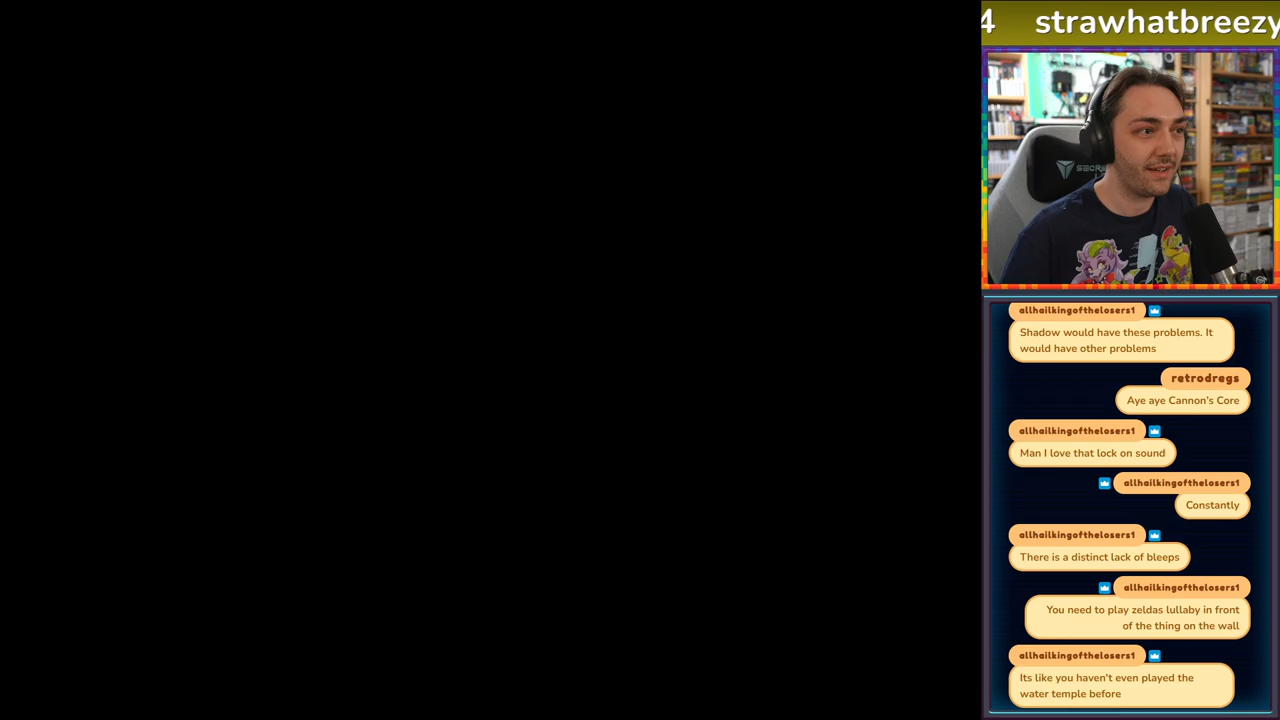 4 strawhatbreezy
SECRE
allhailkingofthelosers1
Shadow would have these problems. It
would have other problems
retrodregs
Aye aye Cannon's Core
allhailkingofthelosers1
Man I love that lock on sound
allhailkingofthelosers1
Constantly
allhailkingofthelosers1
There is a distinct lack of bleeps
allhailkingofthelosers1
You need to play zeldas lullaby in front
of the thing on the wall
allhailkingofthelosers1
Its like you haven't even played the
water temple before